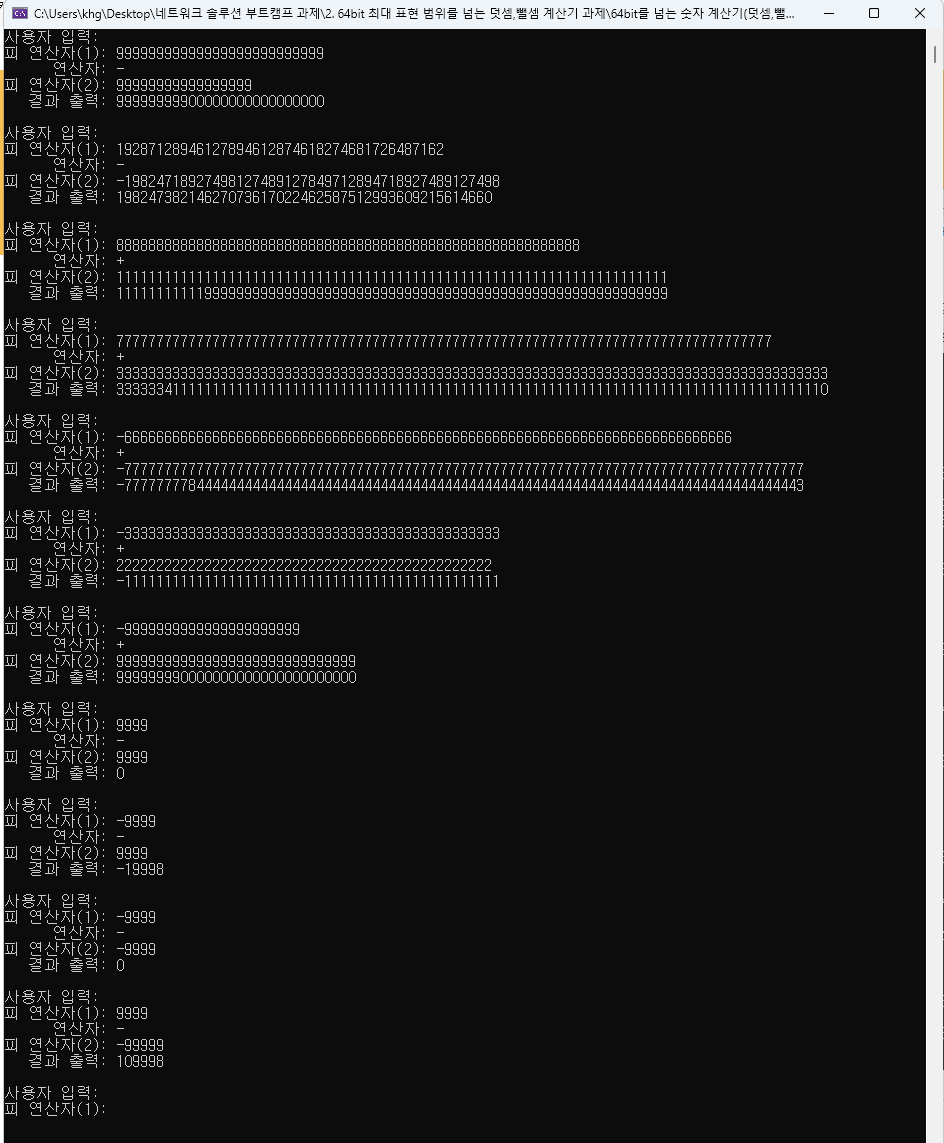 C:\Users\khg\Desktop\네트워크 솔루션 부트캠프 과제\2. 64bit 최대 표현 범위를 넘는 덧셈,뺄셈 계산기 과제\64bit를 넘는 숫자 계산기(덧셈,뺄...
사용자 입력:
피 연산자(1): 99999999999999999999999999
연산자: -
피 연산자(2): 99999999999999999
결과 출력: 99999999900000000000000000
사용자 입력:
피 연산자(1): 19287128946127894612874618274681726487162
연산자: -
피 연산자(2): -19824718927498127489127849712894718927489127498
결과 출력: 19824738214627073617022462587512993609215614660
사용자 입력:
피 연산자(1): 8888888888888888888888888888888888888888888888888888888888
연산자: +
피 연산자(2): 111111111111111111111111111111111111111111111111111111111111111111111
결과 출력: 111111111119999999999999999999999999999999999999999999999999999999999
사용자 입력:
피 연산자(1): 7777777777777777777777777777777777777777777777777777777777777777777777777777777777
연산자: +
피 연산자(2): 33333333333333333333333333333333333333333333333333333333333333333333333333333333333333333
결과 출력: 33333341111111111111111111111111111111111111111111111111111111111111111111111111111111110
사용자 입력:
피 연산자(1): -6666666666666666666666666666666666666666666666666666666666666666666666666666
연산자: +
피 연산자(2): -7777777777777777777777777777777777777777777777777777777777777777777777777777777777777
결과 출력: -7777777784444444444444444444444444444444444444444444444444444444444444444444444444443
사용자 입력:
피 연산자(1): -33333333333333333333333333333333333333333333333
연산자: +
피 연산자(2): 22222222222222222222222222222222222222222222222
결과 출력: -11111111111111111111111111111111111111111111111
사용자 입력:
피 연산자(1): -9999999999999999999999
연산자: +
피 연산자(2): 999999999999999999999999999999
결과 출력: 999999990000000000000000000000
사용자 입력:
피 연산자(1): 9999
연산자: -
피 연산자(2): 9999
결과 출력: 0
사용자 입력:
피 연산자(1): -9999
연산자: -
피 연산자(2): 9999
결과 출력: -19998
사용자 입력:
피 연산자(1): -9999
연산자: -
피 연산자(2): -9999
결과 출력: 0
사용자 입력:
피 연산자(1): 9999
연산자: -
피 연산자(2): -99999
결과 출력: 109998
사용자 입력:
피 연산자(1):